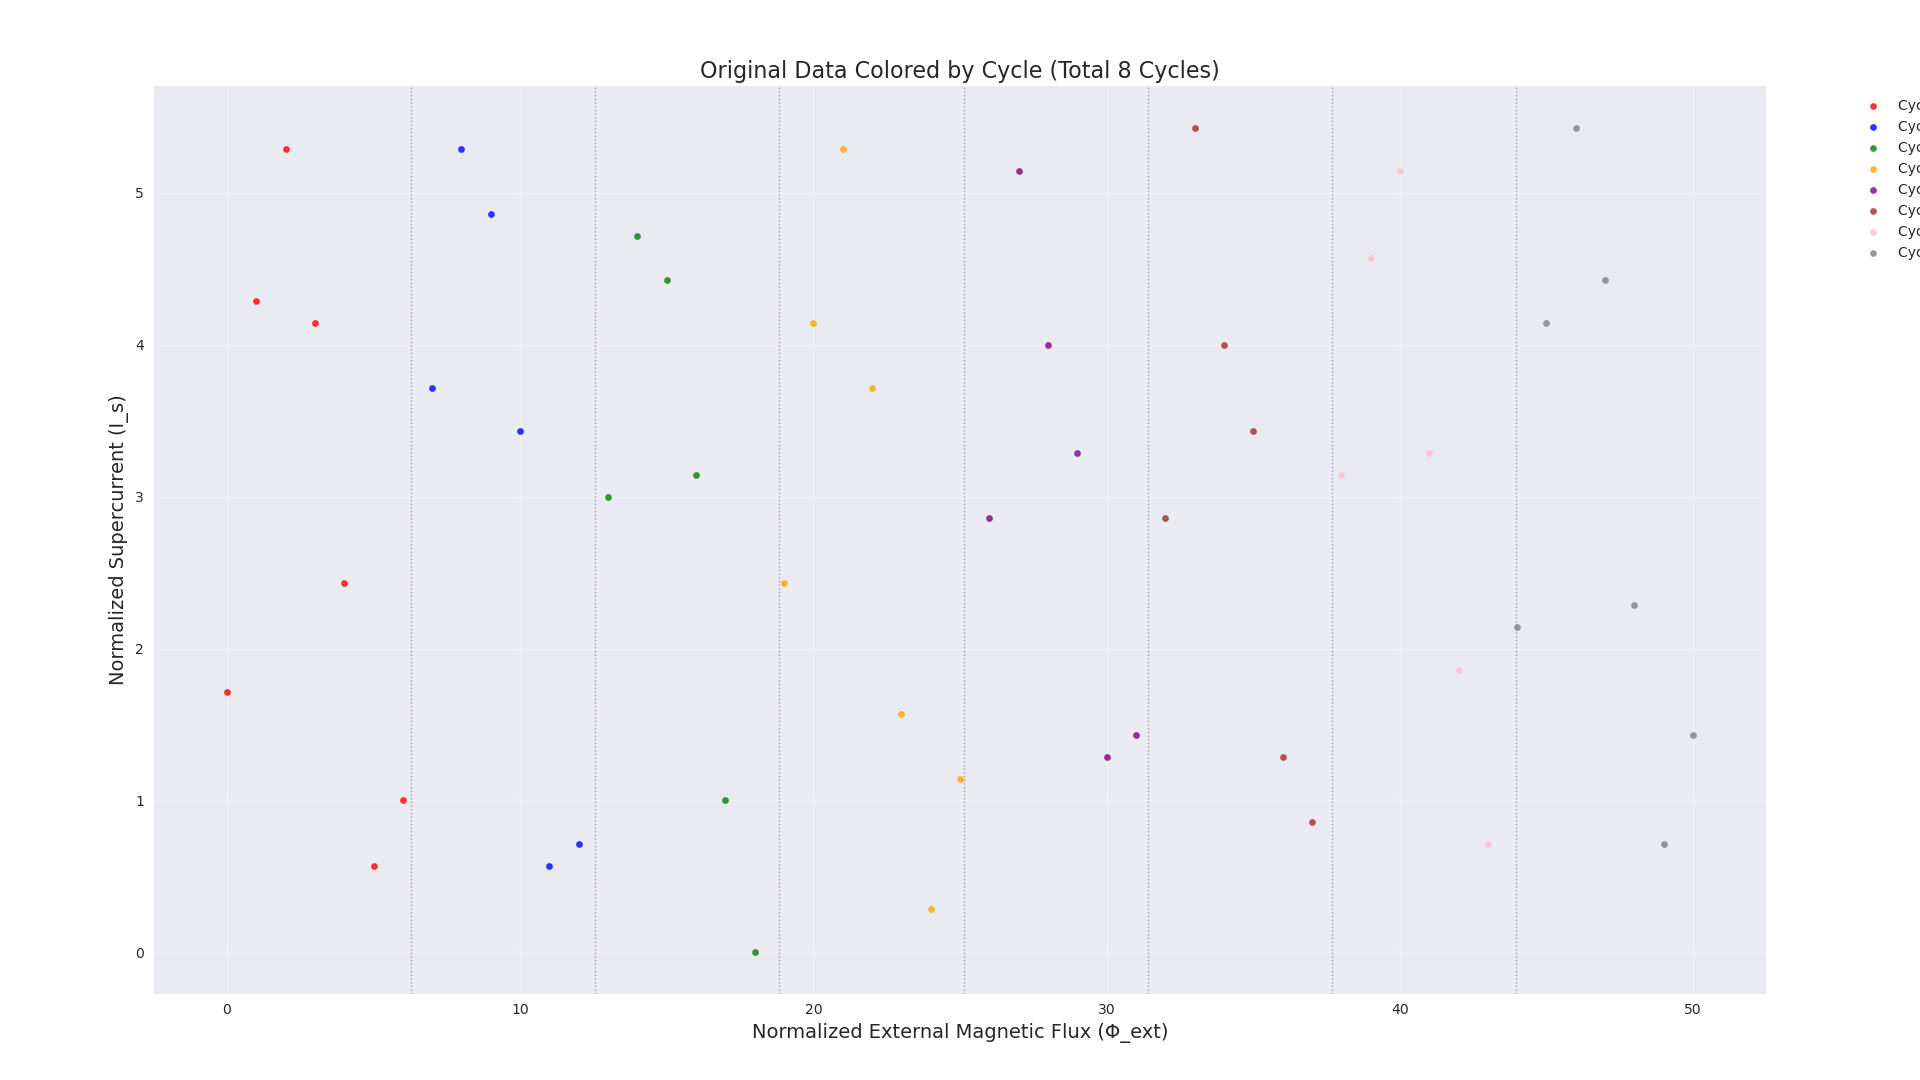 Original Data Colored by Cycle (Total 8 Cycles)
Normalized Supercurrent (I_s)
5
4
3
2
1
0
0 10 20 30 40 50
Normalized External Magnetic Flux (Φ_ext)
Cyc
Cyc
Cyc
Cyc
Cyc
Cyc
Cyc
Cyc